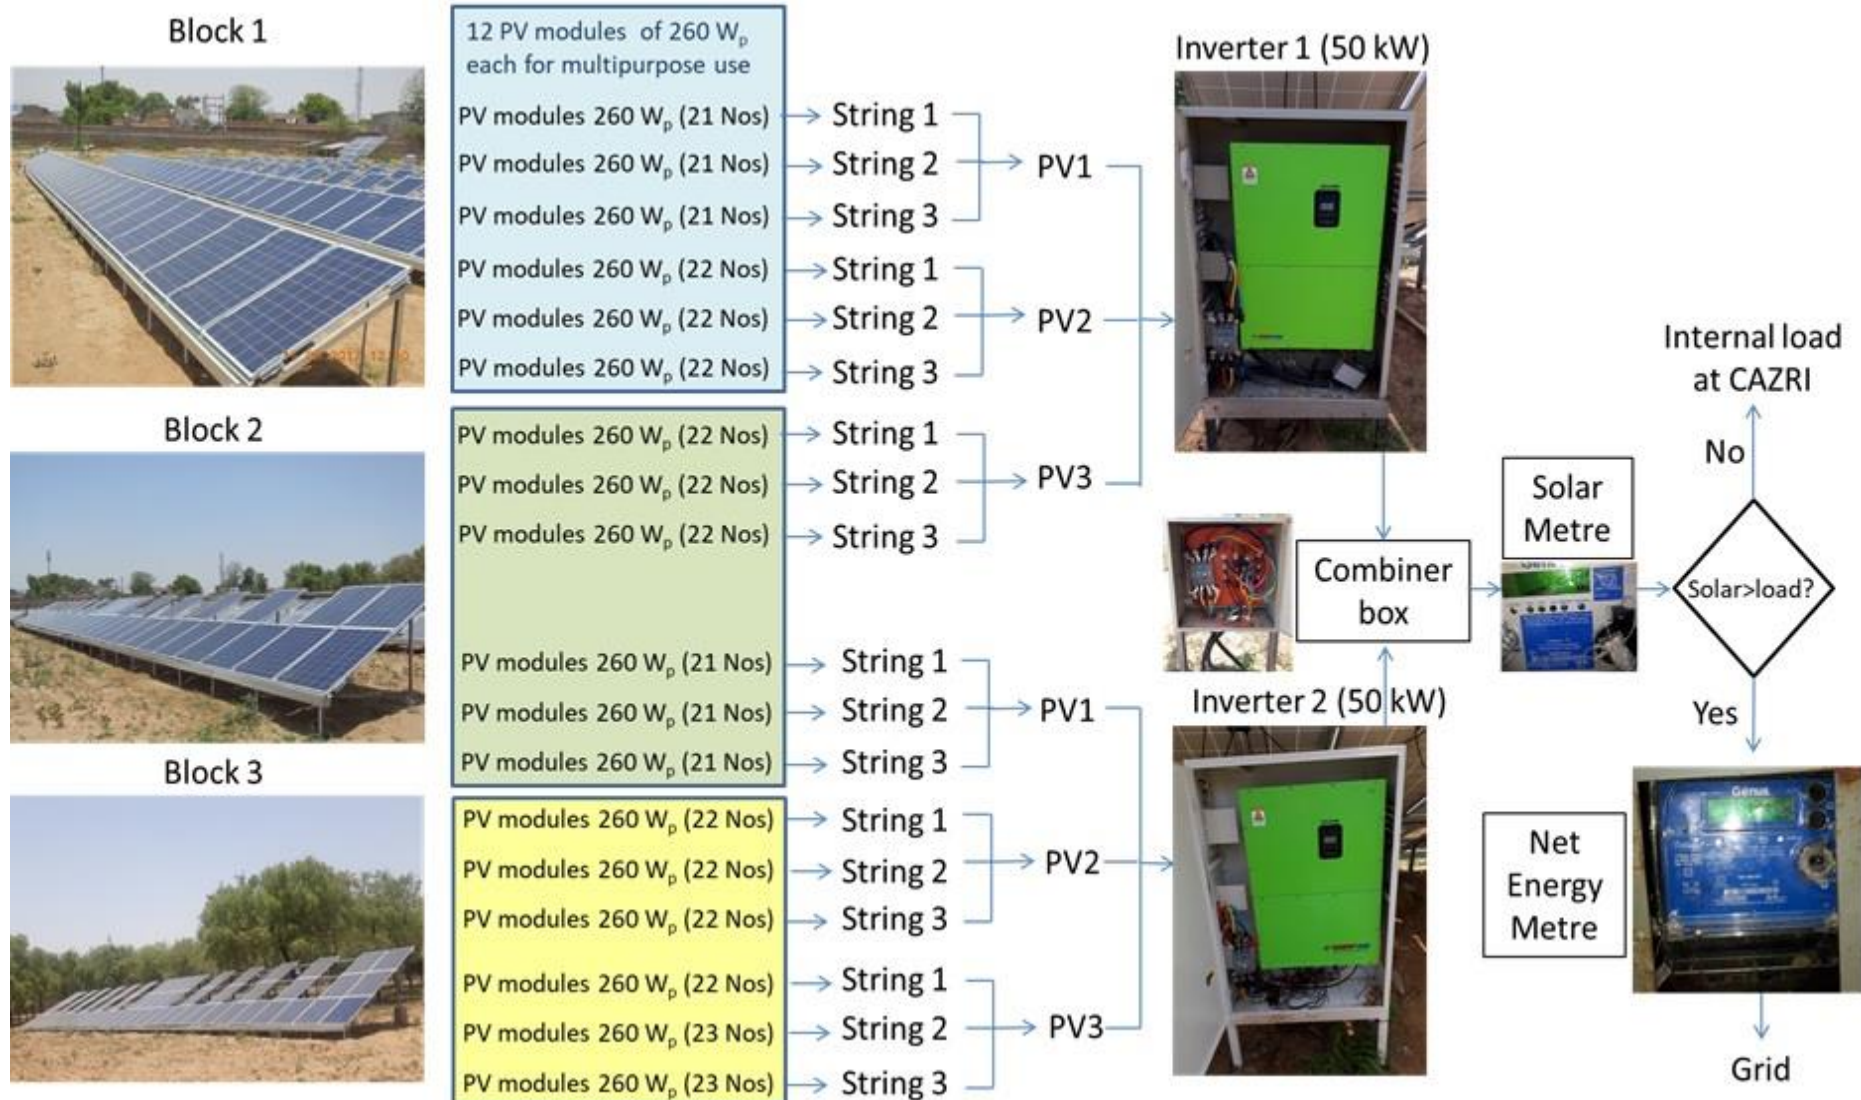 Block 1
12 PV modules of 260 Wp
each for multipurpose use
PV modules 260 Wp (21 Nos)
String 1
PV modules 260 Wp (21 Nos)
String 2
PV modules 260 Wp (21 Nos)
String 3
PV1
PV modules 260 Wp (22 Nos)
String 1
PV modules 260 Wp (22 Nos)
String 2
PV modules 260 Wp (22 Nos)
String 3
PV2
Inverter 1 (50 kW)
Block 2
PV modules 260 Wp (22 Nos)
String 1
PV modules 260 Wp (22 Nos)
String 2
PV modules 260 Wp (22 Nos)
String 3
PV3
PV modules 260 Wp (21 Nos)
String 1
PV modules 260 Wp (21 Nos)
String 2
PV modules 260 Wp (21 Nos)
String 3
PV1
Block 3
PV modules 260 Wp (22 Nos)
String 1
PV modules 260 Wp (22 Nos)
String 2
PV modules 260 Wp (22 Nos)
String 3
PV2
PV modules 260 Wp (22 Nos)
String 1
PV modules 260 Wp (23 Nos)
String 2
PV modules 260 Wp (23 Nos)
String 3
PV3
Inverter 2 (50 kW)
Combiner
box
Solar
Metre
Solar>load?
No
Internal load
at CAZRI
Yes
Net
Energy
Metre
Genus
Grid